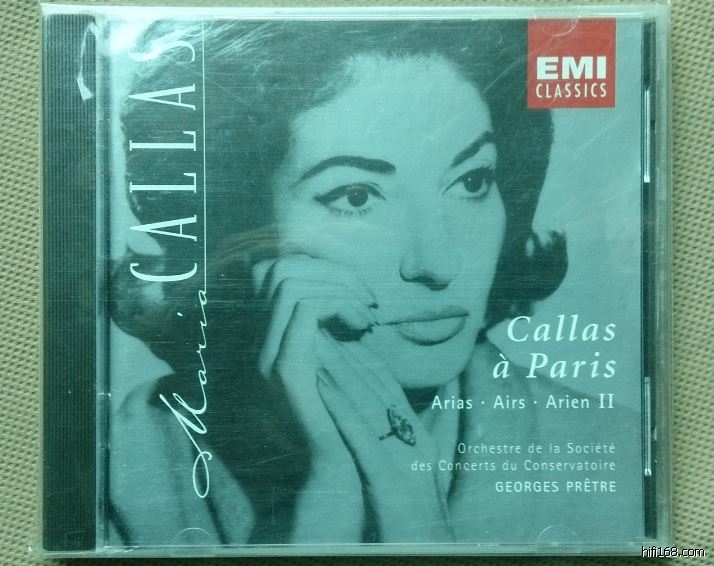 Maria CALLAS
EMI
CLASSICS
Callas
à Paris
Arias · Airs · Arien II
Orchestre de la Société
des Concerts du Conservatoire
GEORGES PRÊTRE
hifi168.com